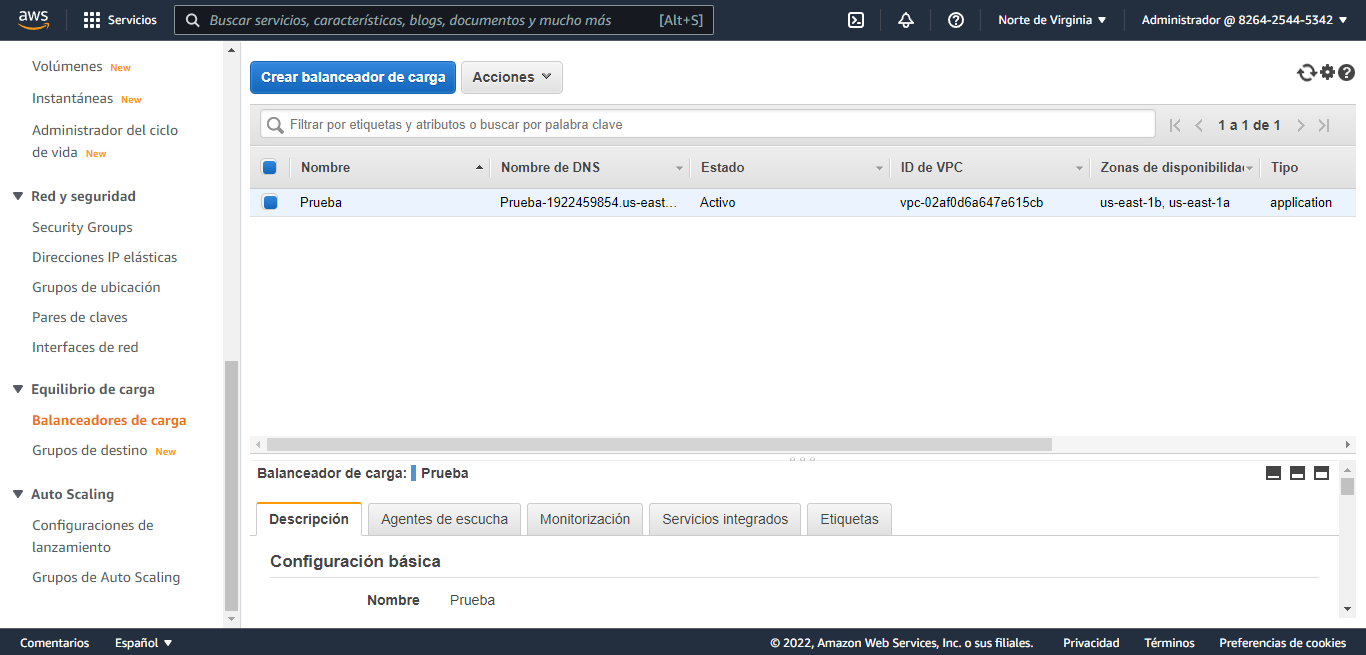 aws
Servicios
Buscar servicios, características, blogs, documentos y mucho más
[Alt+S]
Norte de Virginia
Administrador @ 8264-2544-5342
Volúmenes New
Instantáneas New
Administrador del ciclo
de vida New
Red y seguridad
Security Groups
Direcciones IP elásticas
Grupos de ubicación
Pares de claves
Interfaces de red
Equilibrio de carga
Balanceadores de carga
Grupos de destino New
Auto Scaling
Configuraciones de
lanzamiento
Grupos de Auto Scaling
Crear balanceador de carga
Acciones
Filtrar por etiquetas y atributos o buscar por palabra clave
1 a 1 de 1
Nombre
Nombre de DNS
Estado
ID de VPC
Zonas de disponibilidad
Tipo
Prueba
Prueba-1922459854.us-east...
Activo
vpc-02af0d6a647e615cb
us-east-1b, us-east-1a
application
Balanceador de carga: Prueba
Descripción
Agentes de escucha
Monitorización
Servicios integrados
Etiquetas
Configuración básica
Nombre Prueba
Comentarios
Español
© 2022, Amazon Web Services, Inc. o sus filiales.
Privacidad
Términos
Preferencias de cookies